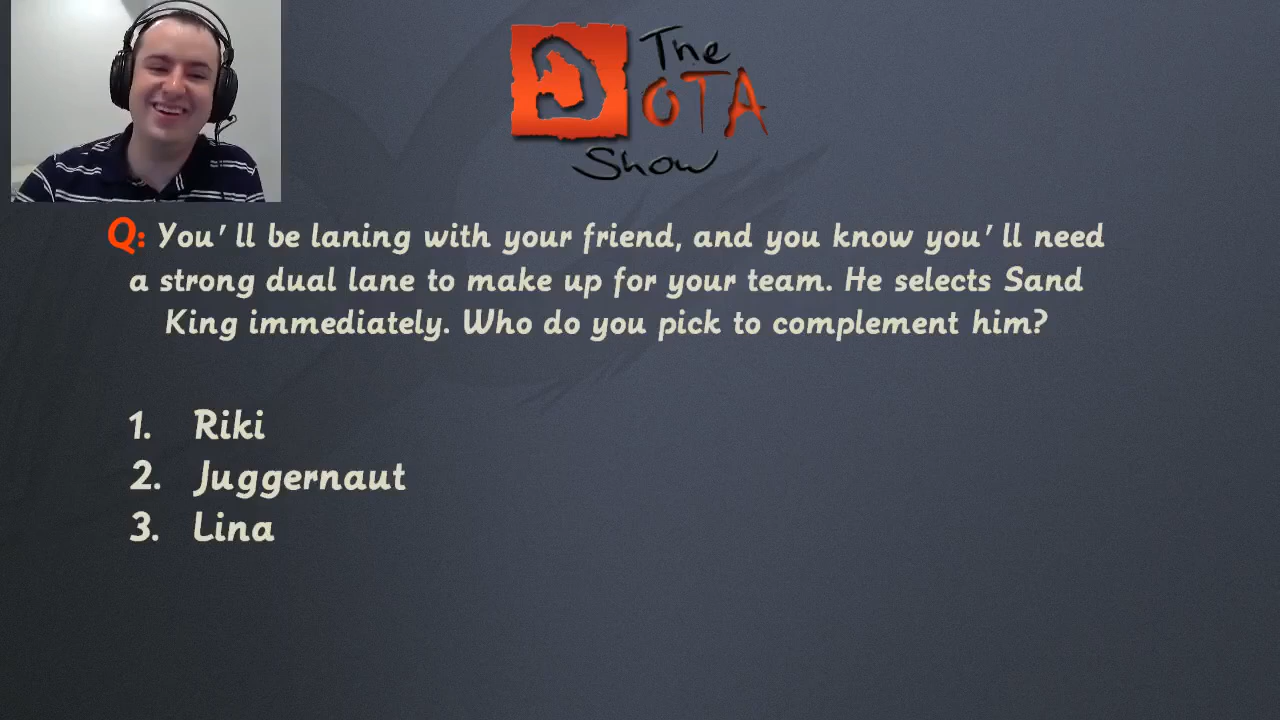 The
OTA
Show
Q: You'll be laning with your friend, and you know you'll need
a strong dual lane to make up for your team. He selects Sand
King immediately. Who do you pick to complement him?
1. Riki
2. Juggernaut
3. Lina